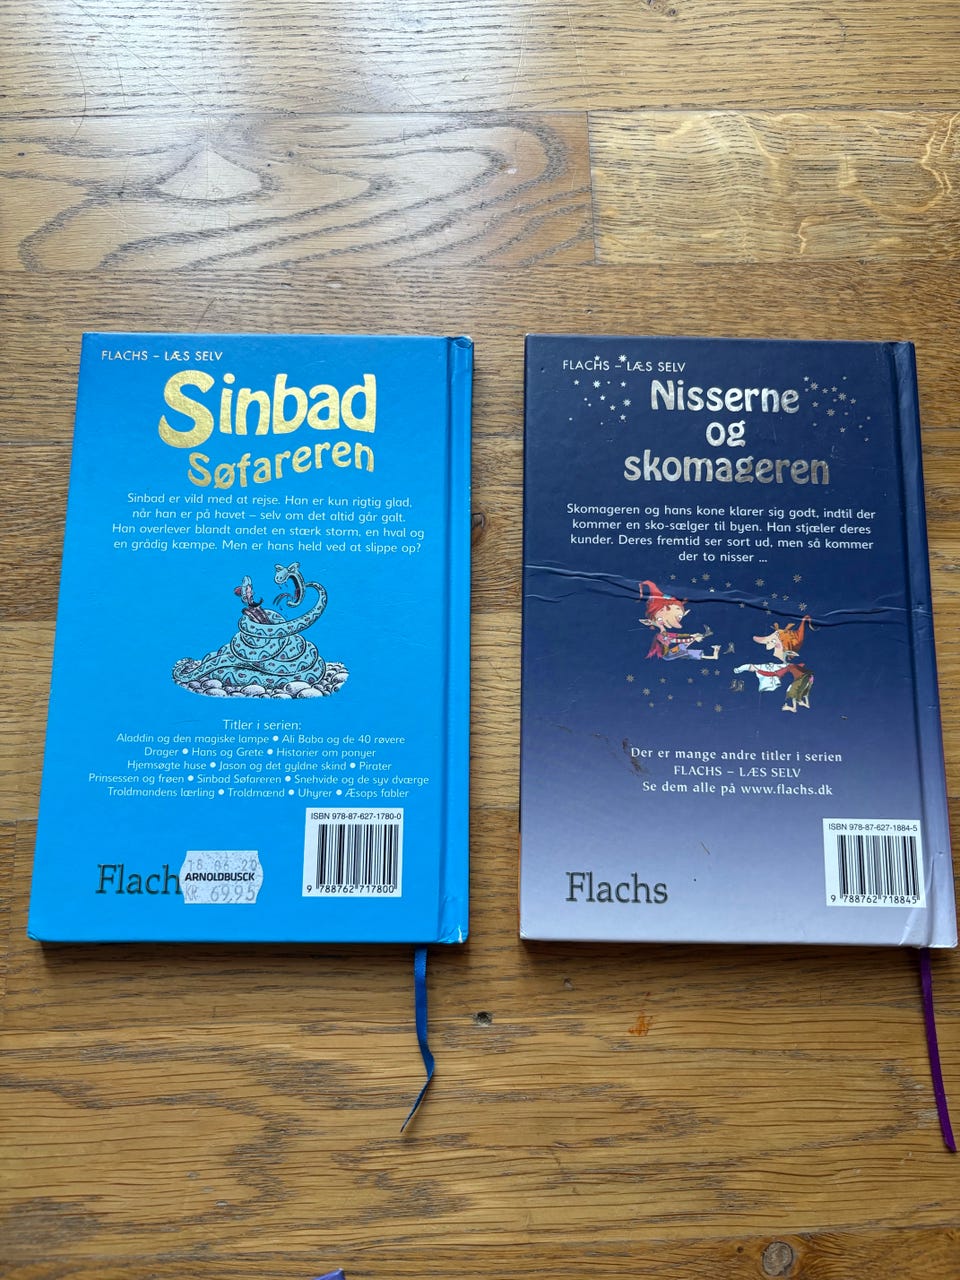 FLACHS – LÆS SELV
Sinbad
Søfareren
Sinbad er vild med at rejse. Han er kun rigtig glad,
når han er på havet – selv om det altid går galt.
Han overlever blandt andet en stærk storm, en hval og
en grådig kæmpe. Men er hans held ved at slippe op?
Titler i serien:
Aladdin og den magiske lampe • Ali Baba og de 40 røvere
Drager • Hans og Grete • Historier om ponyer
Hjemsøgte huse • Jason og det gyldne skind • Pirater
Prinsessen og frøen • Sinbad Søfareren • Snehvide og de syv dværge
Troldmandens lærling • Troldmænd • Uhyrer • Æsops fabler
ISBN 978-87-627-1780-0
9 788762 717800
Flach
ARNOLDBUSCK
KR. 69,95
FLACHS – LÆS SELV
Nisserne
og
skomageren
Skomageren og hans kone klarer sig godt, indtil der
kommer en sko-sælger til byen. Han stjæler deres
kunder. Deres fremtid ser sort ud, men så kommer
der to nisser ...
Der er mange andre titler i serien
FLACHS – LÆS SELV
Se dem alle på www.flachs.dk
ISBN 978-87-627-1884-5
9 788762 718845
Flachs